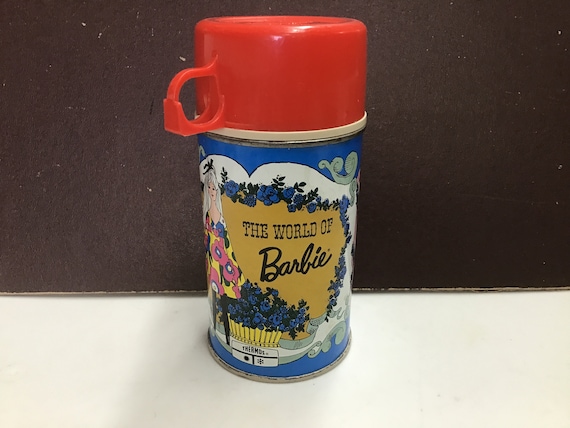 THE WORLD OF
Barbie
THERMOS